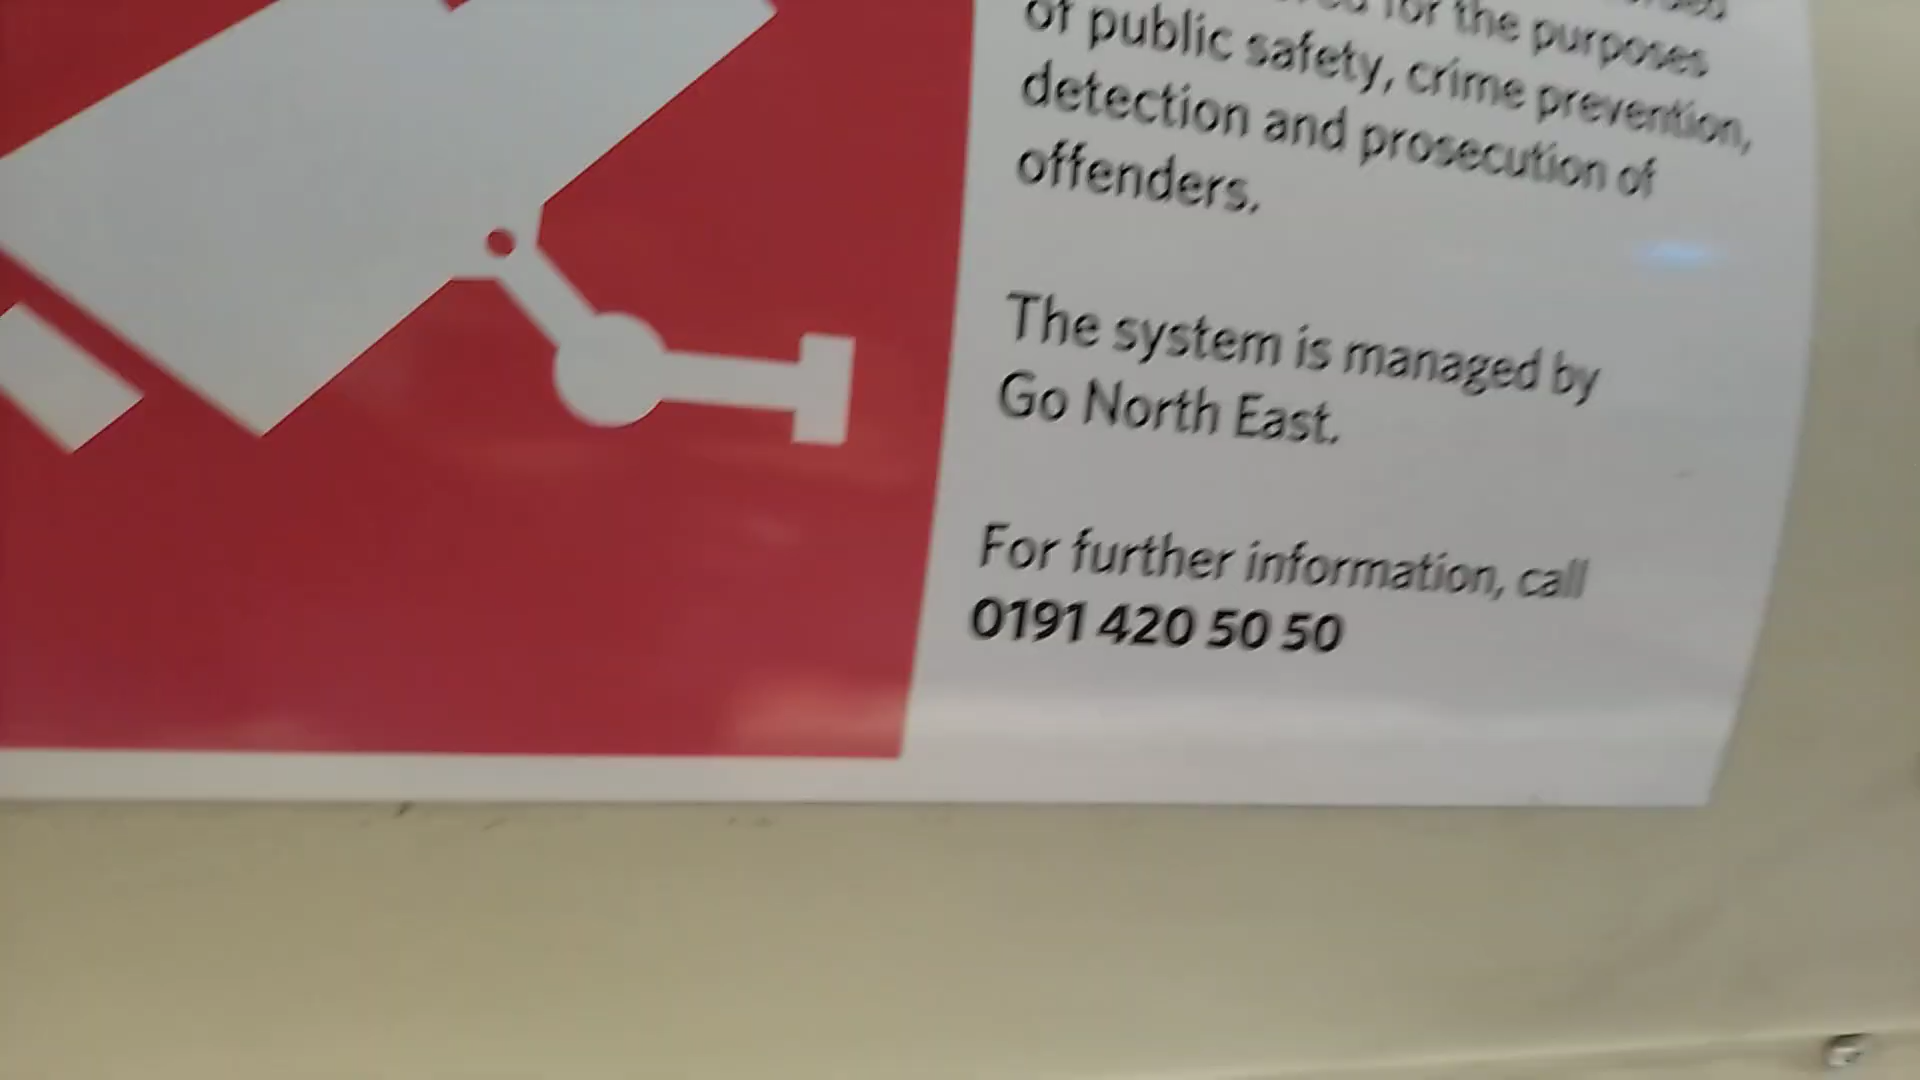 for the purposes
of public safety, crime prevention,
detection and prosecution of
offenders.
The system is managed by
Go North East.
For further information, call
0191 420 50 50